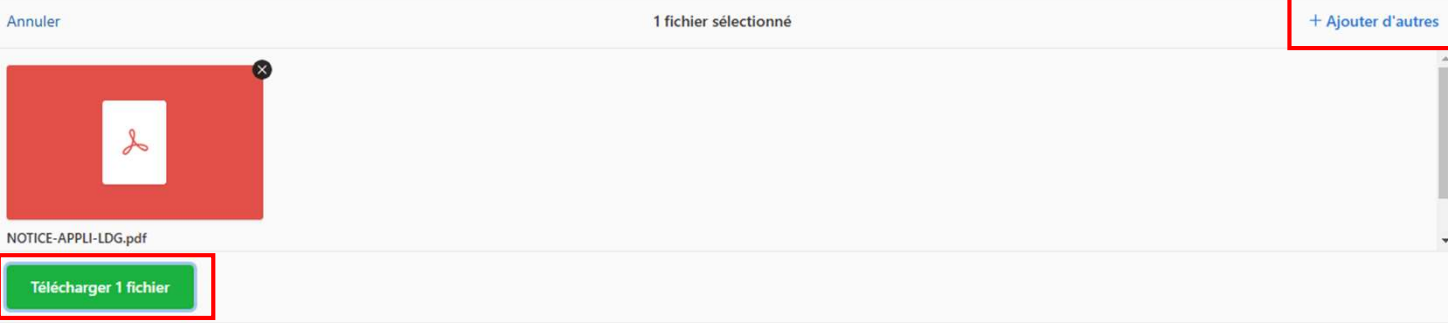 Annuler
1 fichier sélectionné
+ Ajouter d'autres
NOTICE-APPLI-LDG.pdf
Télécharger 1 fichier